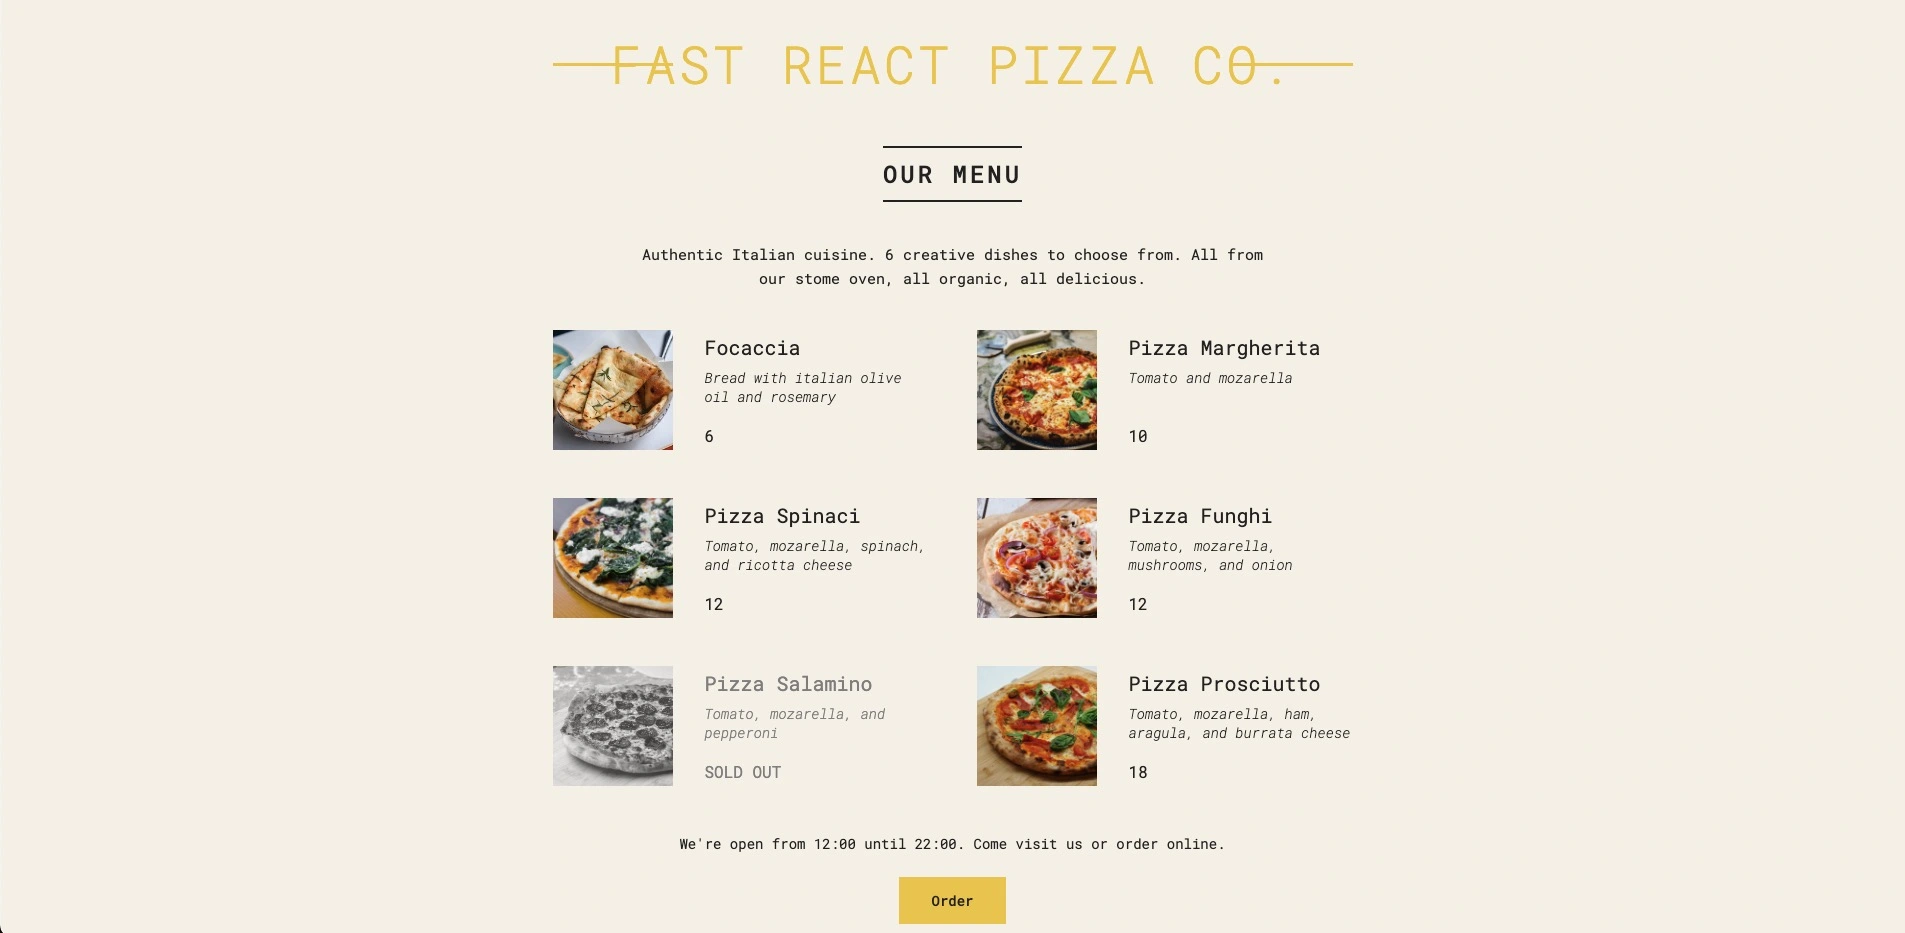 FAST REACT PIZZA CO.
OUR MENU
Authentic Italian cuisine. 6 creative dishes to choose from. All from
our stome oven, all organic, all delicious.
Focaccia
Bread with italian olive
oil and rosemary
6
Pizza Margherita
Tomato and mozarella
10
Pizza Spinaci
Tomato, mozarella, spinach,
and ricotta cheese
12
Pizza Funghi
Tomato, mozarella,
mushrooms, and onion
12
Pizza Salamino
Tomato, mozarella, and
pepperoni
SOLD OUT
Pizza Prosciutto
Tomato, mozarella, ham,
aragula, and burrata cheese
18
We're open from 12:00 until 22:00. Come visit us or order online.
Order